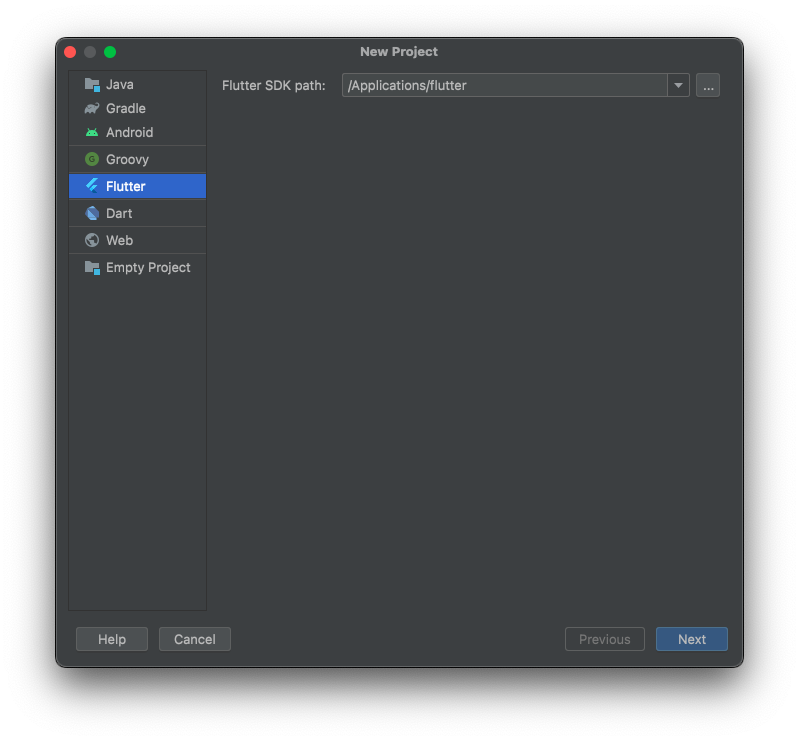 New Project
Java
Gradle
Android
G Groovy
Flutter
Dart
Web
Empty Project
Flutter SDK path: /Applications/flutter ...
Help Cancel Previous Next